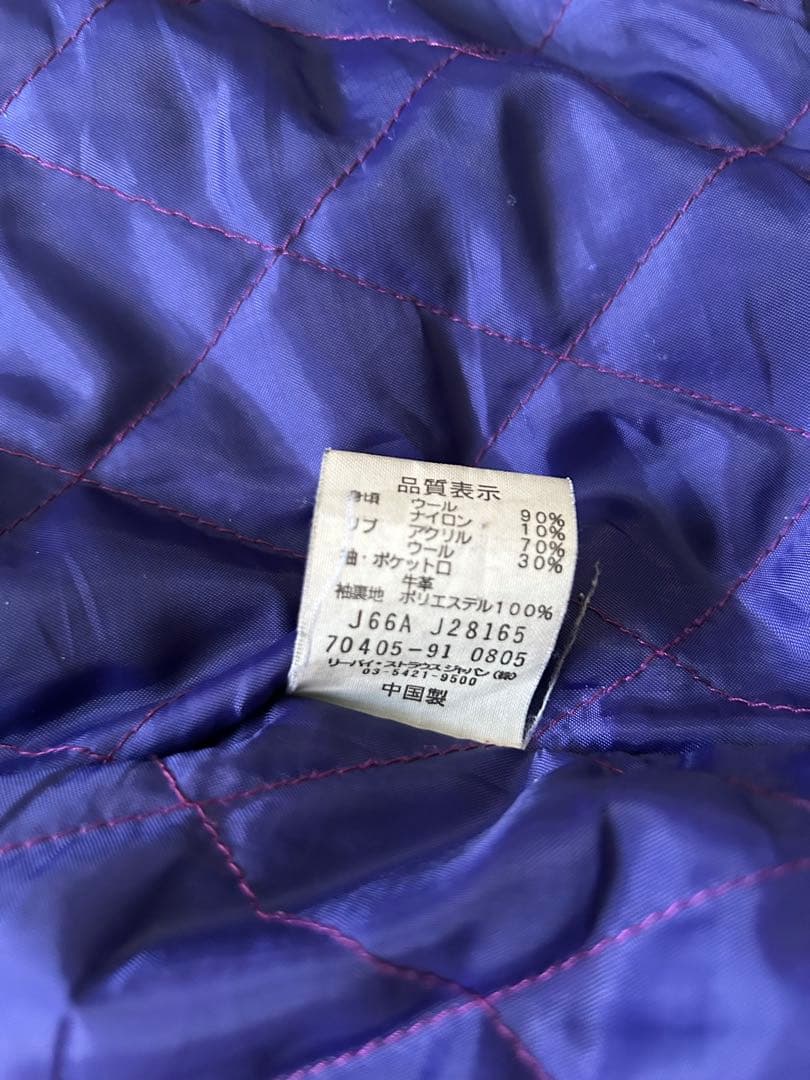 品質表示
身頃 ウール 90%
ナイロン 10%
リブ アクリル 70%
ウール 30%
袖・ポケット口
牛革
袖裏地 ポリエステル100%
J66A J28165
70405-91 0805
リーバイ・ストラウス ジャパン(株)
03-5421-9500
中国製